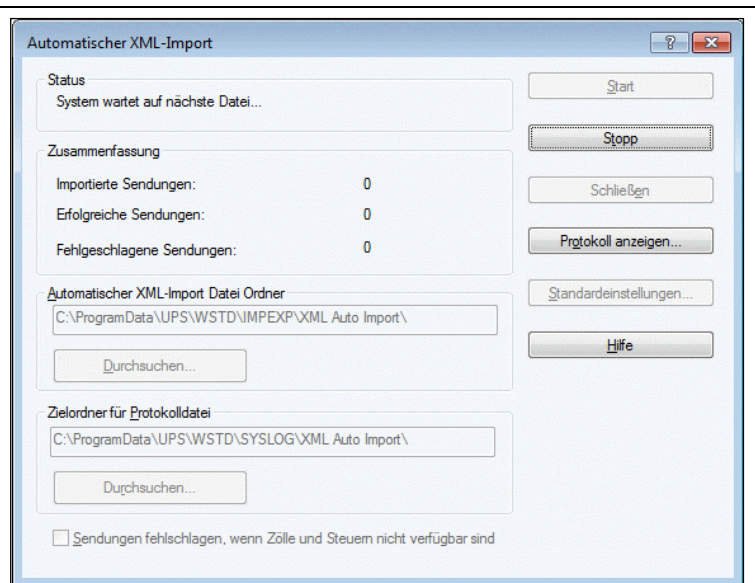 Automatischer XML-Import
Status
System wartet auf nächste Datei...
Zusammenfassung
Importierte Sendungen: 0
Erfolgreiche Sendungen: 0
Fehlgeschlagene Sendungen: 0
Automatischer XML-Import Datei Ordner
C:\ProgramData\UPS\WSTD\IMPEXP\XML Auto Import\
Durchsuchen...
Zielordner für Protokolldatei
C:\ProgramData\UPS\WSTD\SYSLOG\XML Auto Import\
Durchsuchen...
Sendungen fehlschlagen, wenn Zölle und Steuern nicht verfügbar sind
Start
Stopp
Schließen
Protokoll anzeigen...
Standardeinstellungen...
Hilfe